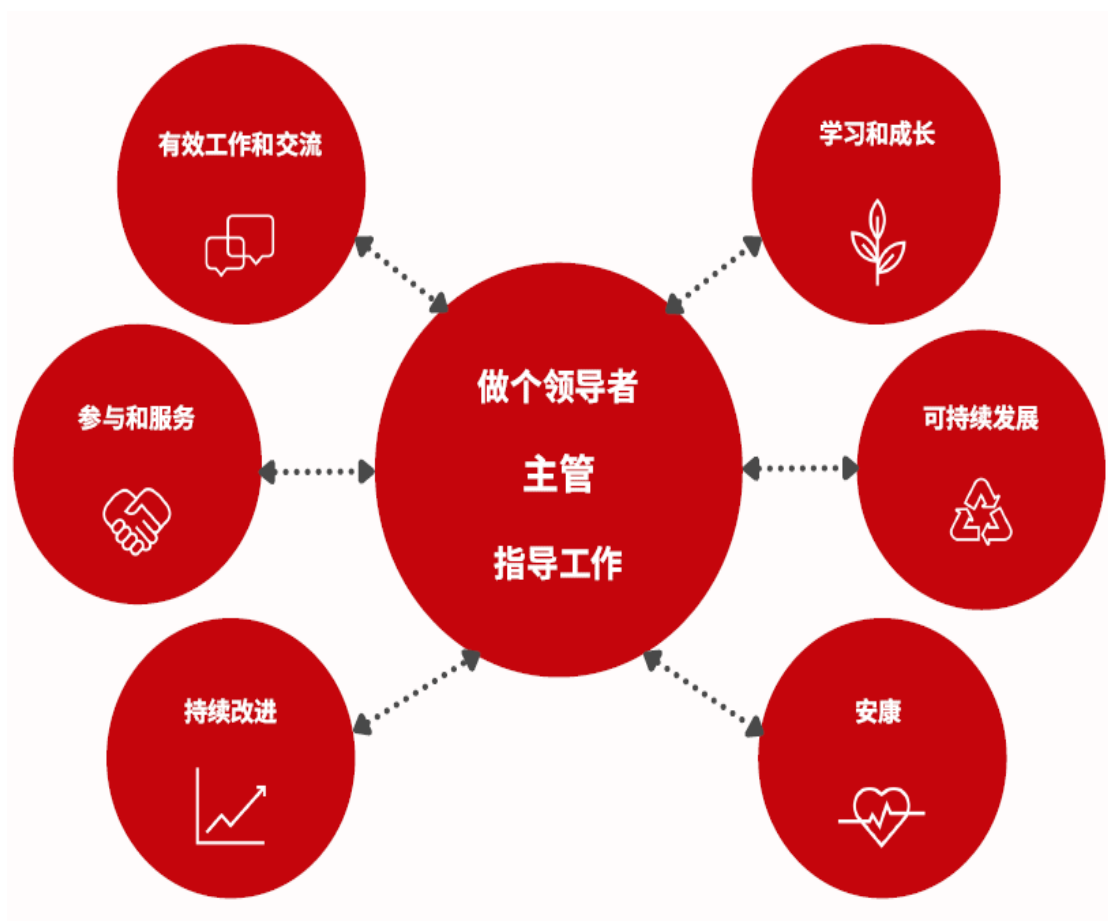 有效工作和交流
学习和成长
做个领导者
主管
指导工作
参与和服务
可持续发展
持续改进
安康